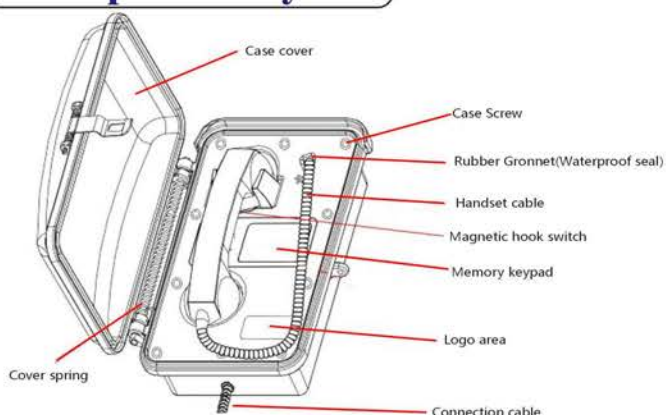 Case cover
Case Screw
Rubber Gronnet(Waterproof seal)
Handset cable
Magnetic hook switch
Memory keypad
Logo area
Cover spring
Connection cable